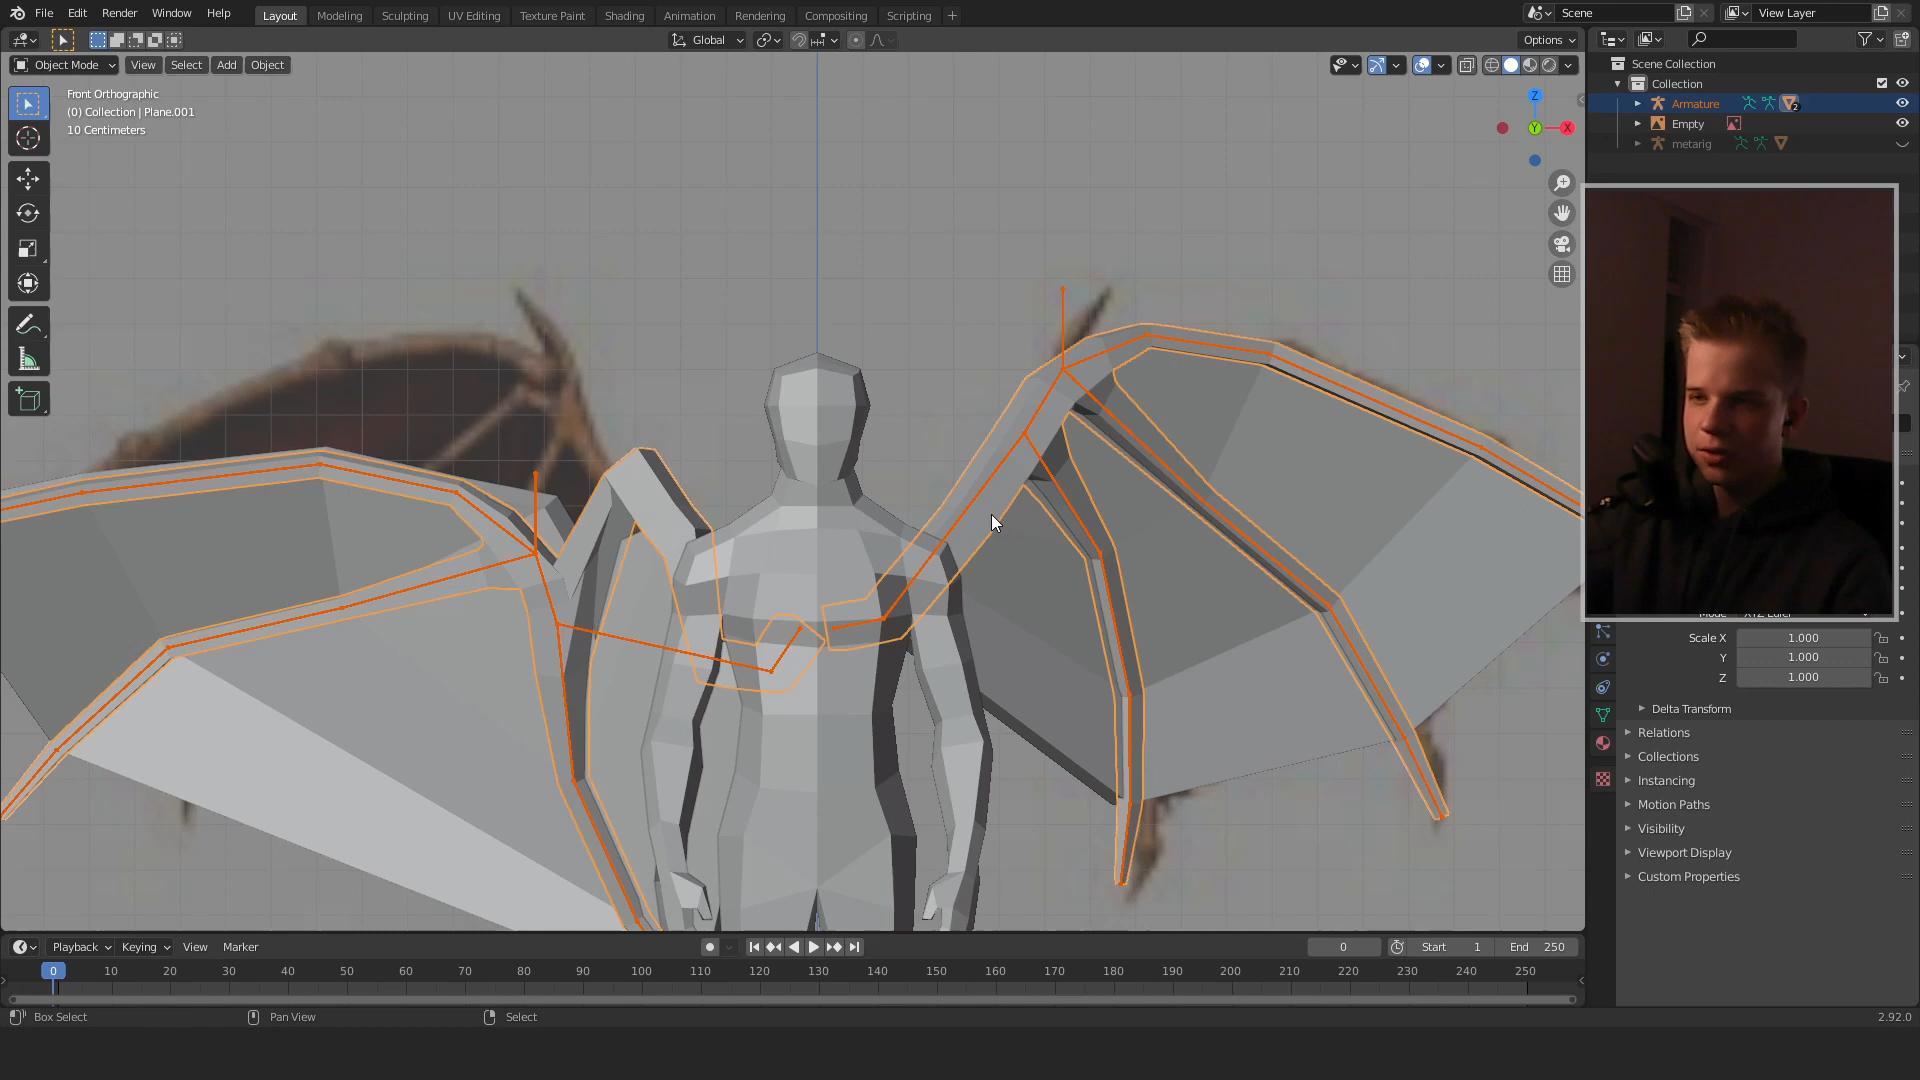 File Edit Render Window Help Layout Modeling Sculpting UV Editing Texture Paint Shading Animation Rendering Compositing Scripting + Scene View Layer
Global Options
Object Mode View Select Add Object
Front Orthographic
(0) Collection | Plane.001
10 Centimeters
Z
Y
X
Scene Collection
Collection
Armature 2
Empty
metarig
Scale X 1.000
Y 1.000
Z 1.000
Delta Transform
Relations
Collections
Instancing
Motion Paths
Visibility
Viewport Display
Custom Properties
Playback Keying View Marker 0 Start 1 End 250
0 10 20 30 40 50 60 70 80 90 100 110 120 130 140 150 160 170 180 190 200 210 220 230 240 250
Box Select Pan View Select 2.92.0